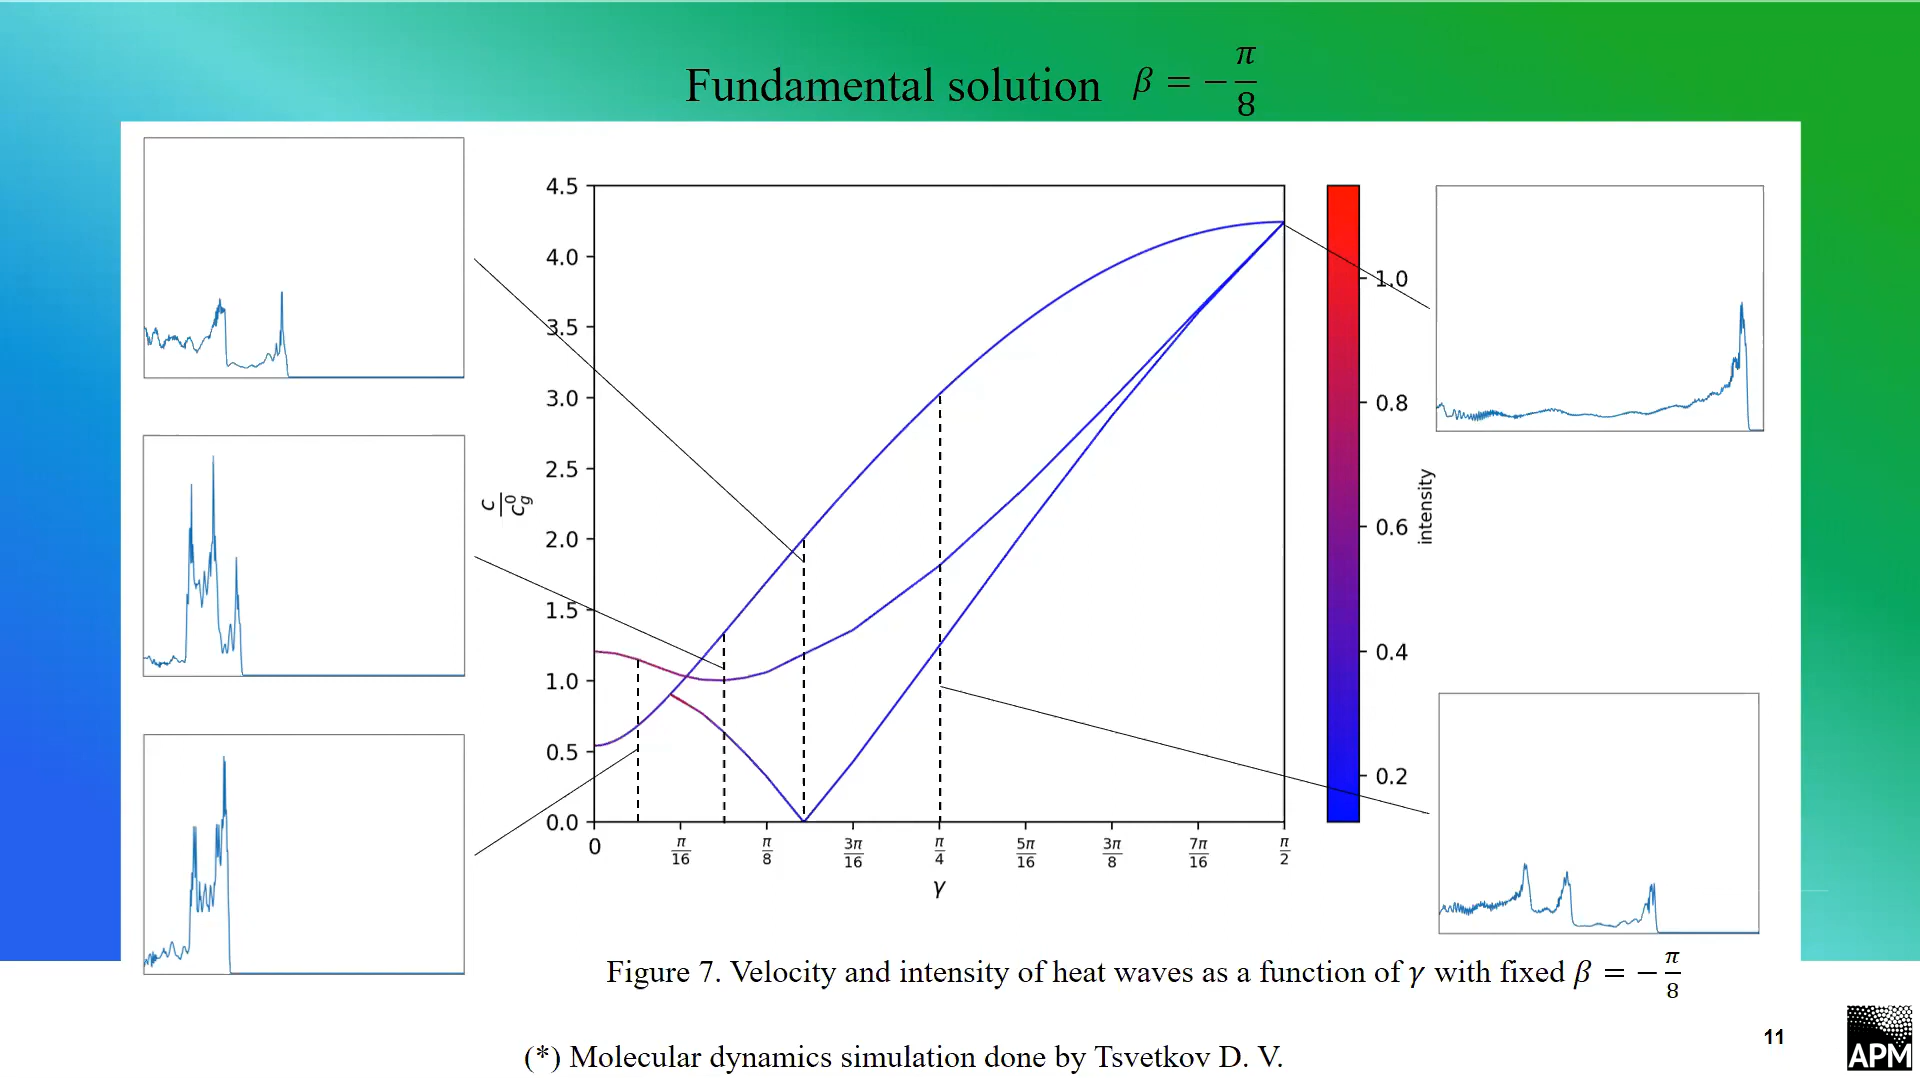 Fundamental solution β = −π/8
4.5
4.0
3.5
3.0
2.5
2.0
1.5
1.0
0.5
0.0
c/c_g^0
0 π/16 π/8 3π/16 π/4 5π/16 3π/8 7π/16 π/2
γ
1.0
0.8
0.6
0.4
0.2
intensity
Figure 7. Velocity and intensity of heat waves as a function of γ with fixed β = −π/8
(*) Molecular dynamics simulation done by Tsvetkov D. V.
11
APM